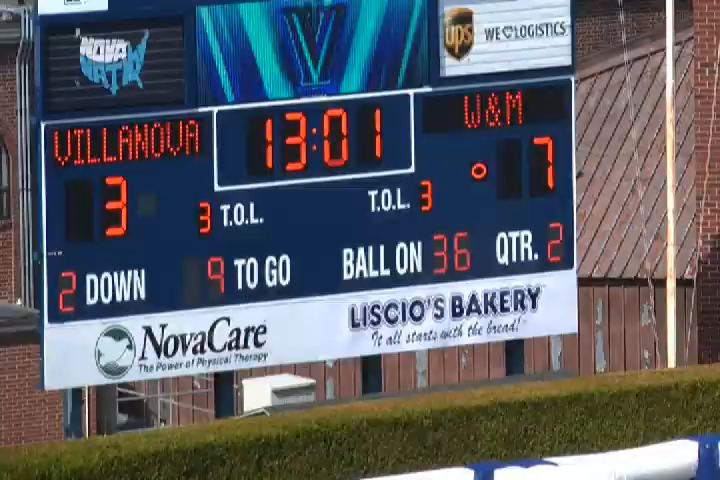 NOVA
NATION
V
ups WE♡LOGISTICS
VILLANOVA 13:01 W&M
3 3 T.O.L. T.O.L. 3 7
2 DOWN 9 TO GO BALL ON 36 QTR. 2
NovaCare
The Power of Physical Therapy
LISCIO'S BAKERY
It all starts with the bread!